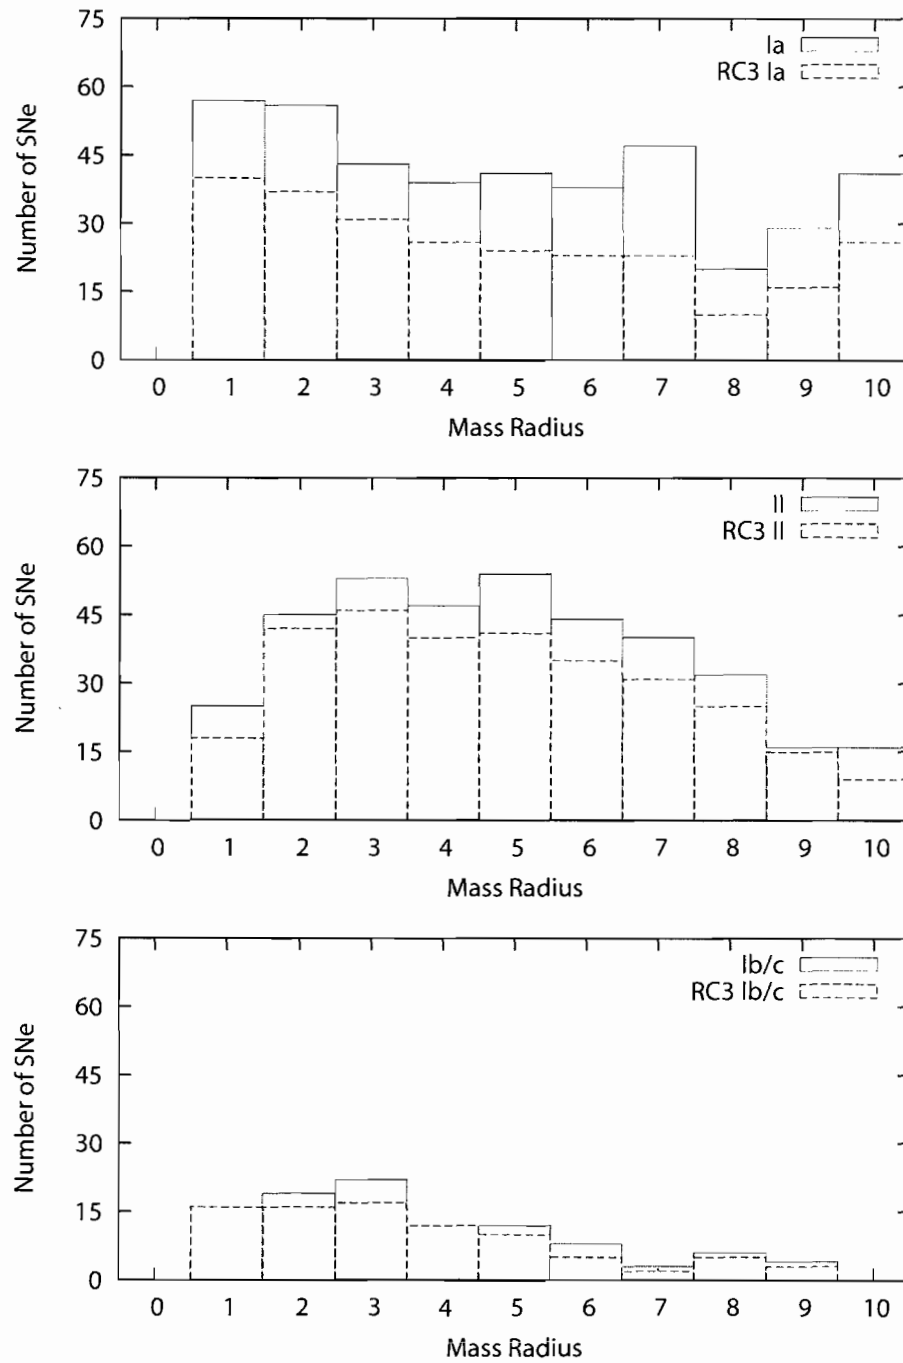 75
60
45
30
15
0
Number of SNe
Ia
RC3 Ia
0 1 2 3 4 5 6 7 8 9 10
Mass Radius
75
60
45
30
15
0
Number of SNe
II
RC3 II
0 1 2 3 4 5 6 7 8 9 10
Mass Radius
75
60
45
30
15
0
Number of SNe
Ib/c
RC3 Ib/c
0 1 2 3 4 5 6 7 8 9 10
Mass Radius